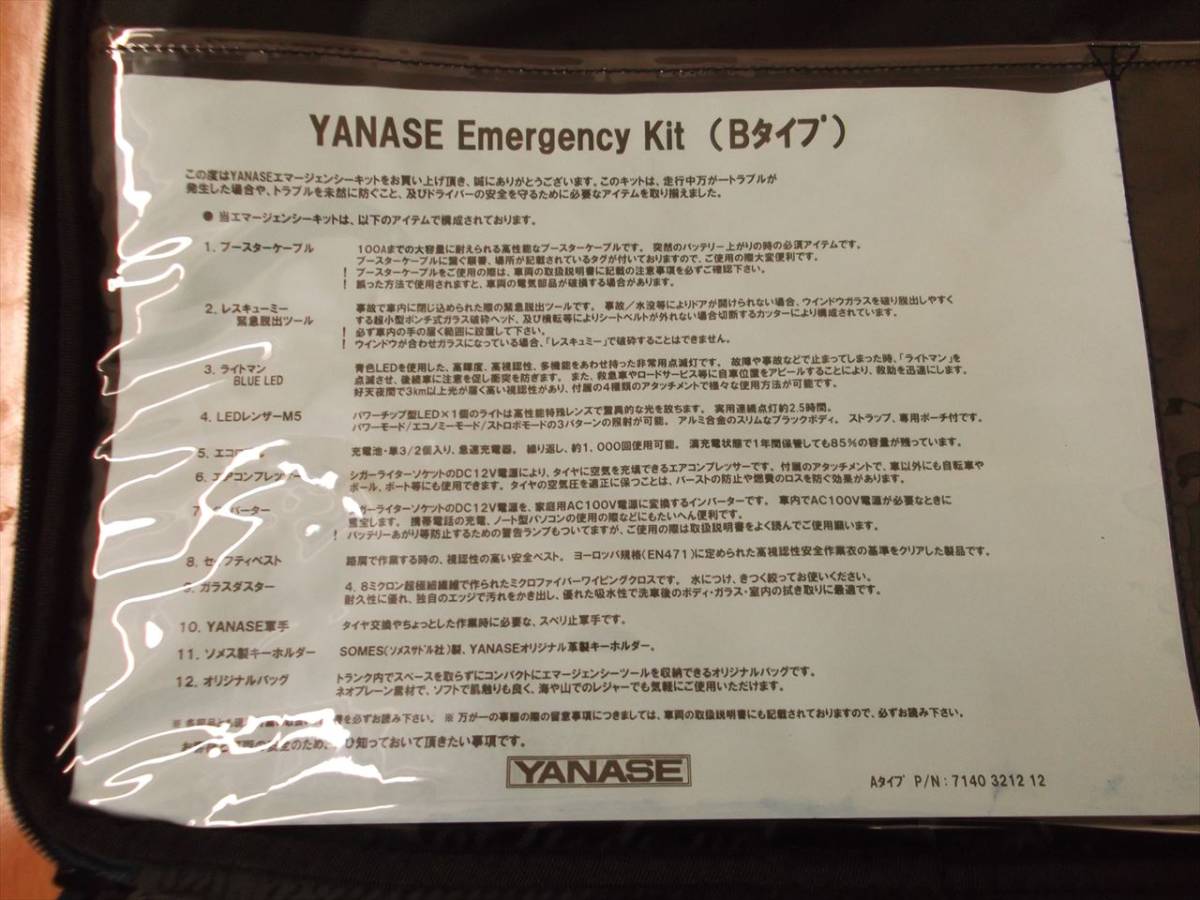 YANASE Emergency Kit (Bタイプ)
この度はYANASEエマージェンシーキットをお買い上げ頂き、誠にありがとうございます。このキットは、走行中万が一トラブルが
発生した場合や、トラブルを未然に防ぐこと、及びドライバーの安全を守るために必要なアイテムを取り揃えました。
● 当エマージェンシーキットは、以下のアイテムで構成されております。
1. ブースターケーブル 100Aまでの大容量に耐えられる高性能なブースターケーブルです。 突然のバッテリー上がりの時の必須アイテムです。
ブースターケーブルに繋ぐ順番、場所が記載されているタグが付いておりますので、ご使用の際大変便利です。
! ブースターケーブルをご使用の際は、車両の取扱説明書に記載の注意事項を必ずご確認下さい。
! 誤った方法で使用されますと、車両の電気部品が破損する場合があります。
2. レスキューミー 事故で車内に閉じ込められた際の緊急脱出ツールです。 事故/水没等によりドアが開けられない場合、ウインドウガラスを破り脱出しやすく
緊急脱出ツール する超小型ポンチ式ガラス破砕ヘッド、及び横転等によりシートベルトが外れない場合切断するカッターにより構成されています。
! 必ず車内の手の届く範囲に設置して下さい。
! ウインドウが合わせガラスになっている場合、「レスキュミー」で破砕することはできません。
3. ライトマン 青色LEDを使用した、高輝度、高視認性、多機能をあわせ持った非常用点滅灯です。 故障や事故などで止まってしまった時、「ライトマン」を
BLUE LED 点滅させ、後続車に注意を促し衝突を防ぎます。 また、救急車やロードサービス等に自車位置をアピールすることにより、救助を迅速にします。
好天夜間で3km以上光が届く高い視認性があり、付属の4種類のアタッチメントで様々な使用方法が可能です。
4. LEDレンザーM5 パワーチップ型LED×1個のライトは高性能特殊レンズで驚異的な光を放ちます。 実用連続点灯約2.5時間。
パワーモード/エコノミーモード/ストロボモードの3パターンの照射が可能。 アルミ合金のスリムなブラックボディ。 ストラップ、専用ポーチ付です。
5. 充電池・単3/2個入り、急速充電器。 繰り返し、約1,000回使用可能。 満充電状態で1年間保管しても85%の容量が残っています。
6. エアコンプレッサー シガーライターソケットのDC12V電源により、タイヤに空気を充填できるエアコンプレッサーです。 付属のアタッチメントで、車以外にも自転車や
ボール、ボート等にも使用できます。 タイヤの空気圧を適正に保つことは、バーストの防止や燃費のロスを防ぐ効果があります。
7. インバーター シガーライターソケットのDC12V電源を、家庭用AC100V電源に変換するインバーターです。 車内でAC100V電源が必要なときに
重宝します。 携帯電話の充電、ノート型パソコンの使用の際などにもたいへん便利です。
! バッテリーあがり等防止するための警告ランプもついてますが、ご使用の際は取扱説明書をよく読んでご使用願います。
8. セーフティベスト 路肩で作業する時の、視認性の高い安全ベスト。 ヨーロッパ規格(EN471)に定められた高視認性安全作業衣の基準をクリアした製品です。
9. ガラスダスター 4.8ミクロン超極細繊維で作られたミクロファイバーワイピングクロスです。 水につけ、きつく絞ってお使いください。
耐久性に優れ、独自のエッジで汚れをかき出し、優れた吸水性で洗車後のボディ・ガラス・室内の拭き取りに最適です。
10. YANASE軍手 タイヤ交換やちょっとした作業時に必要な、スベリ止軍手です。
11. ソメス製キーホルダー SOMES(ソメスサドル社)製、YANASEオリジナル革製キーホルダー。
12. オリジナルバッグ トランク内でスペースを取らずにコンパクトにエマージェンシーツールを収納できるオリジナルバッグです。
ネオプレーン素材で、ソフトで肌触りも良く、海や山でのレジャーでも気軽にご使用いただけます。
を必ずお読み下さい。 ※ 万が一の事態の際の留意事項につきましては、車両の取扱説明書にも記載されておりますので、必ずお読み下さい。
安全のため、 知っておいて頂きたい事項です。
YANASE
Aタイプ P/N:7140 3212 12